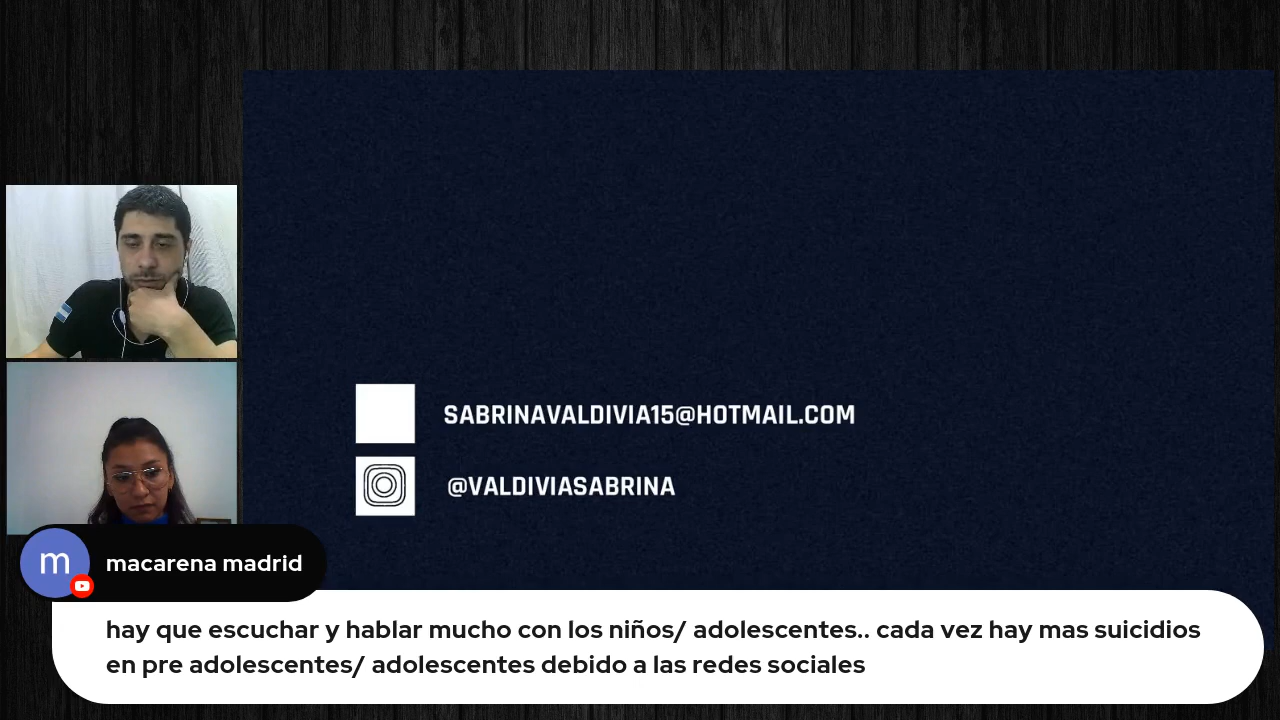 SABRINAVALDIVIA15@HOTMAIL.COM
@VALDIVIASABRINA
m
macarena madrid
hay que escuchar y hablar mucho con los niños/ adolescentes.. cada vez hay mas suicidios
en pre adolescentes/ adolescentes debido a las redes sociales